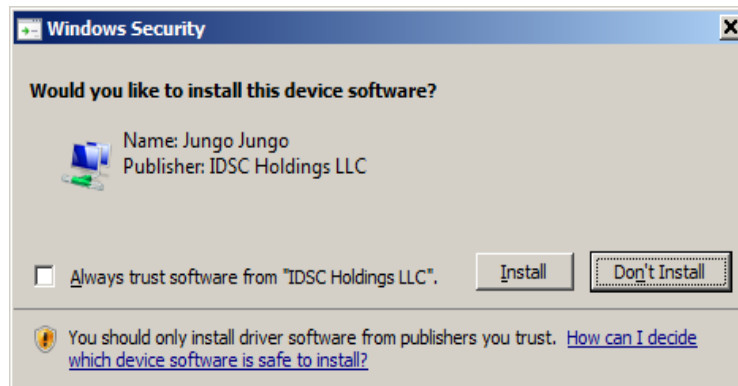 Windows Security
Would you like to install this device software?
Name: Jungo Jungo
Publisher: IDSC Holdings LLC
Always trust software from "IDSC Holdings LLC".
Install
Don't Install
You should only install driver software from publishers you trust. How can I decide
which device software is safe to install?